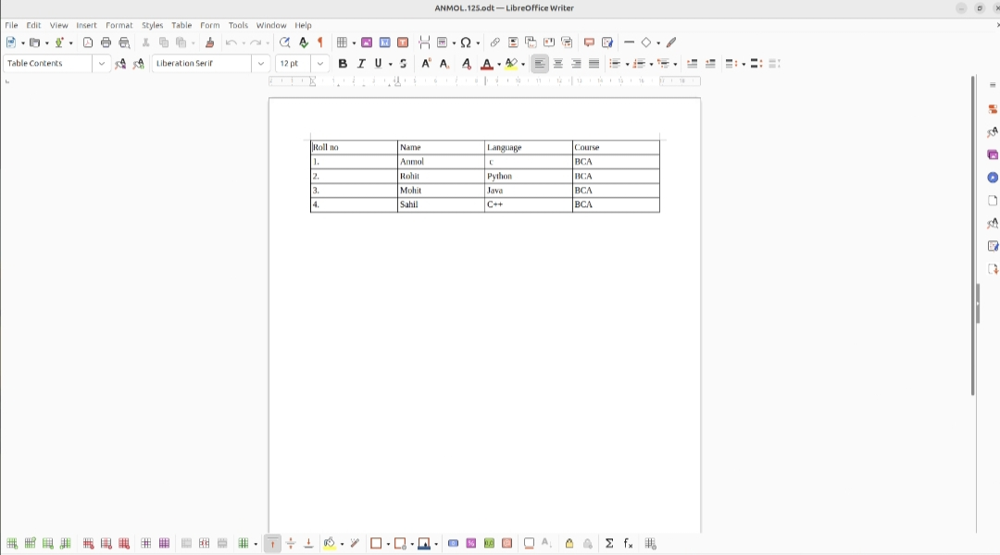 ANMOL.125.odt — LibreOffice Writer
File Edit View Insert Format Styles Table Form Tools Window Help
Table Contents Liberation Serif 12 pt
Roll no Name Language Course
1. Anmol c BCA
2. Rohit Python BCA
3. Mohit Java BCA
4. Sahil C++ BCA